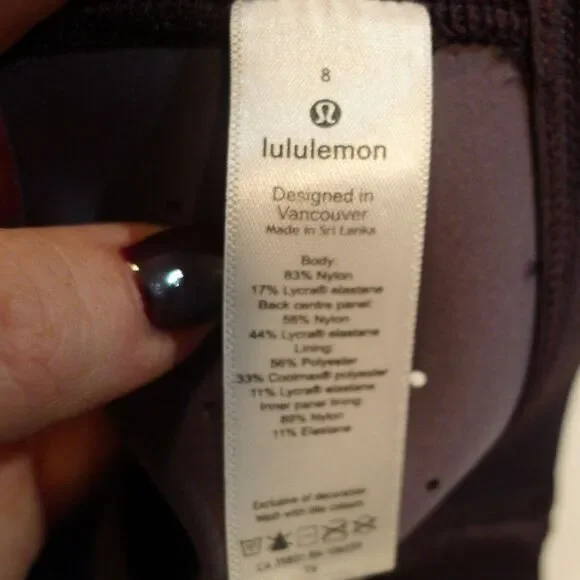 8
lululemon
Designed in
Vancouver
Made in Sri Lanka
Body:
83% Nylon
17% Lycra® elastane
Back centre panel:
56% Nylon
44% Lycra® elastane
Lining:
56% Polyester
33% Coolmax® polyester
11% Lycra® elastane
Inner panel lining:
89% Nylon
11% Elastane
Exclusive of decoration
Wash with like colours
CA